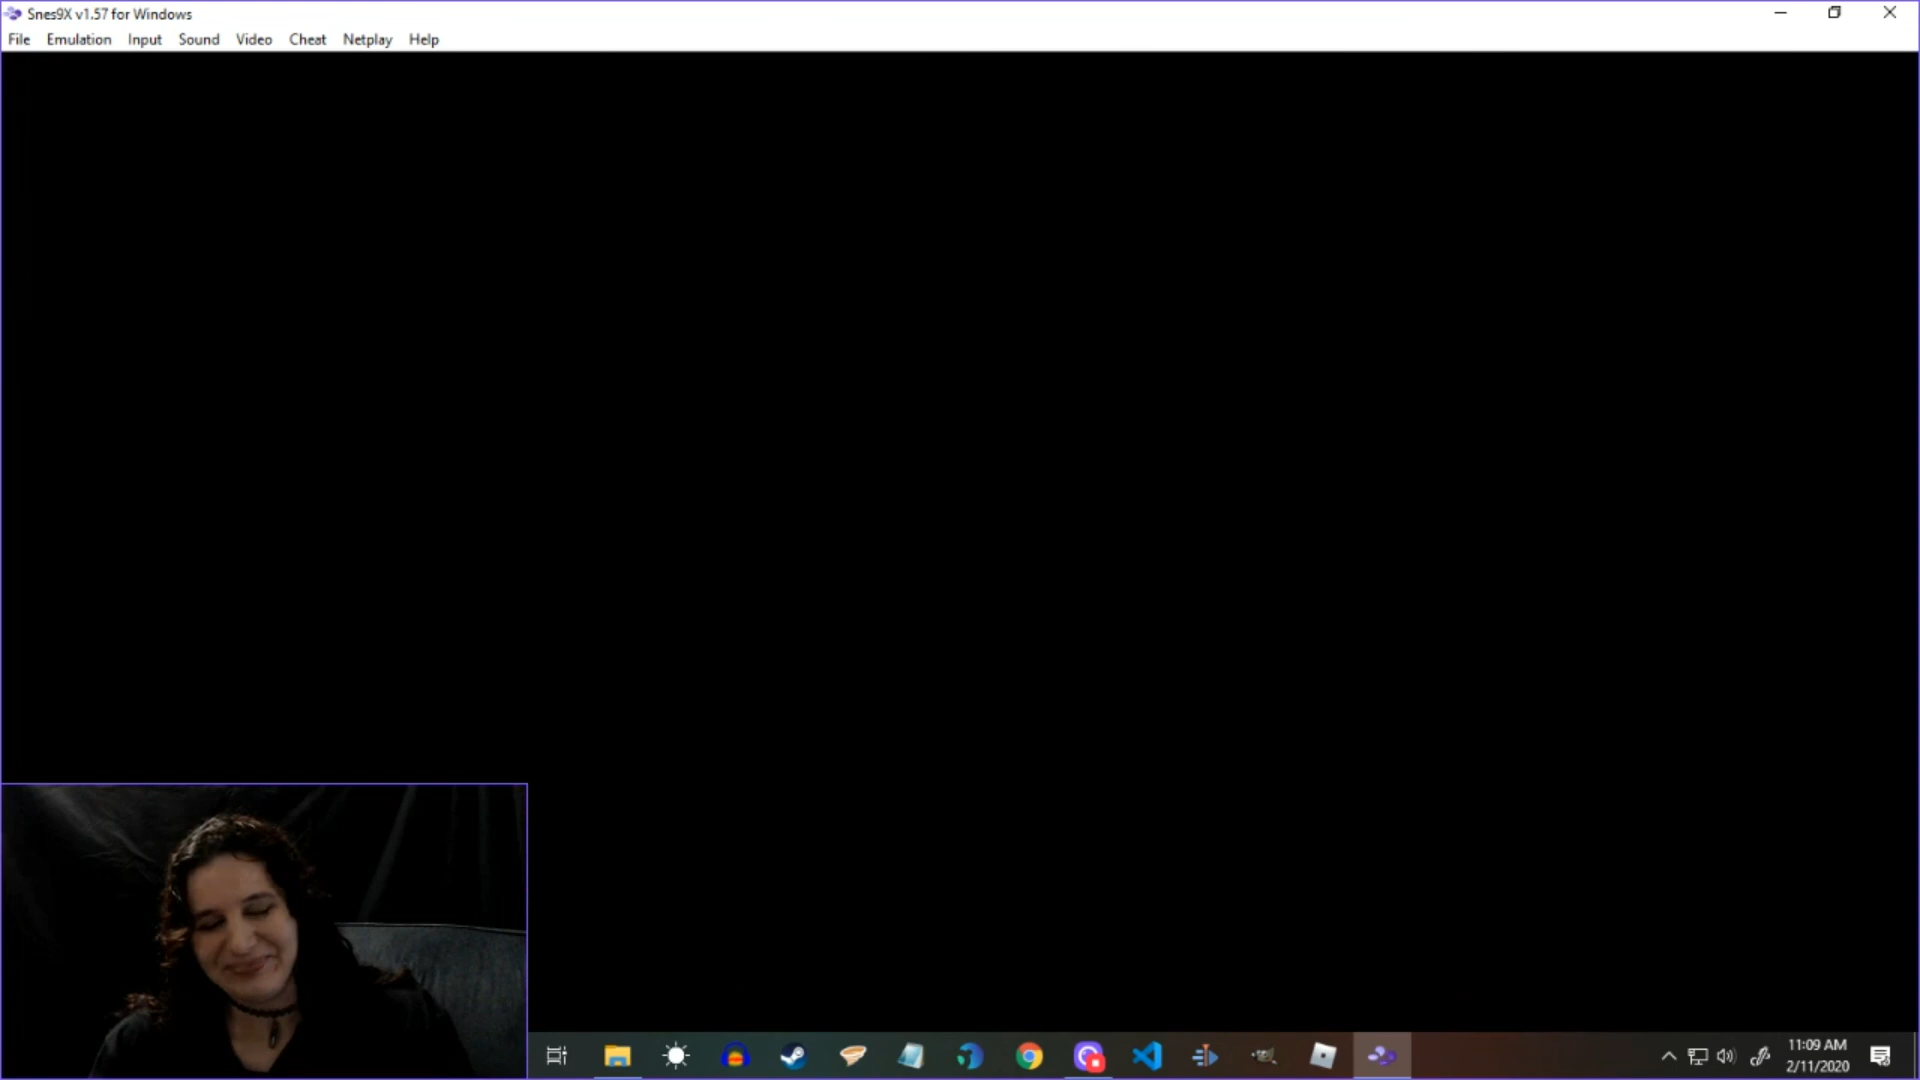 Snes9X v1.57 for Windows
File Emulation Input Sound Video Cheat Netplay Help
11:09 AM
2/11/2020